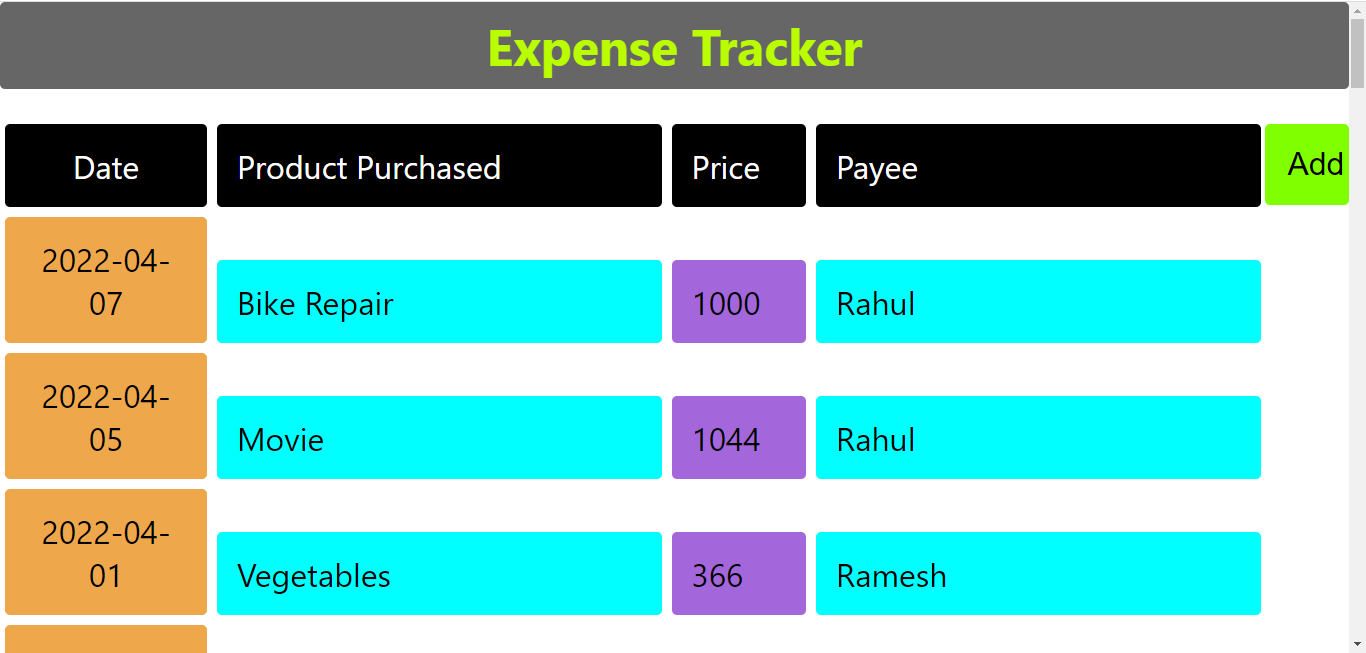 Expense Tracker
Date Product Purchased Price Payee Add
2022-04-
07 Bike Repair 1000 Rahul
2022-04-
05 Movie 1044 Rahul
2022-04-
01 Vegetables 366 Ramesh